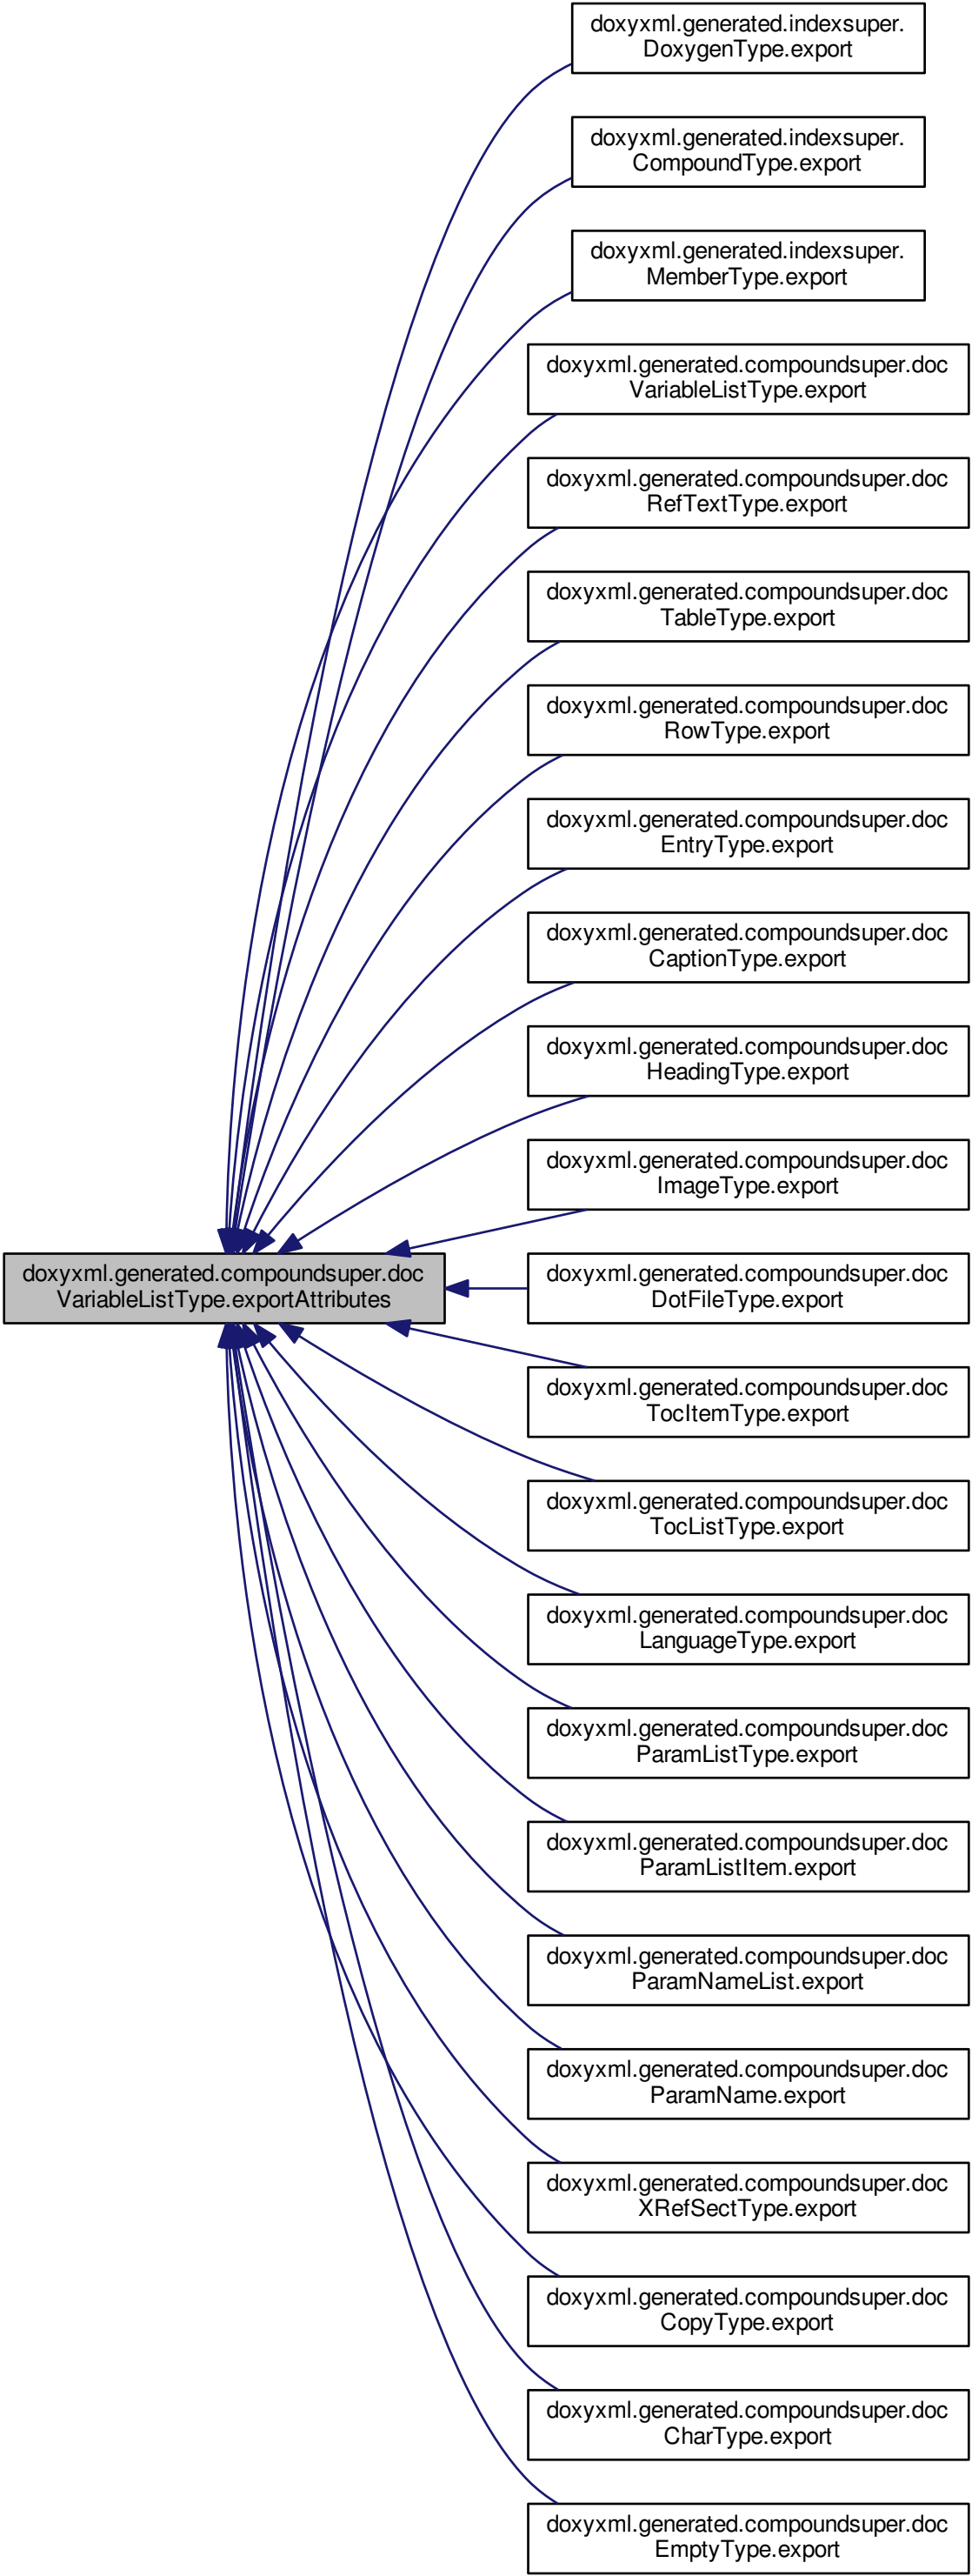 doxyxml.generated.indexsuper.
DoxygenType.export
doxyxml.generated.indexsuper.
CompoundType.export
doxyxml.generated.indexsuper.
MemberType.export
doxyxml.generated.compoundsuper.doc
VariableListType.export
doxyxml.generated.compoundsuper.doc
RefTextType.export
doxyxml.generated.compoundsuper.doc
TableType.export
doxyxml.generated.compoundsuper.doc
RowType.export
doxyxml.generated.compoundsuper.doc
EntryType.export
doxyxml.generated.compoundsuper.doc
CaptionType.export
doxyxml.generated.compoundsuper.doc
HeadingType.export
doxyxml.generated.compoundsuper.doc
ImageType.export
doxyxml.generated.compoundsuper.doc
VariableListType.exportAttributes
doxyxml.generated.compoundsuper.doc
DotFileType.export
doxyxml.generated.compoundsuper.doc
TocItemType.export
doxyxml.generated.compoundsuper.doc
TocListType.export
doxyxml.generated.compoundsuper.doc
LanguageType.export
doxyxml.generated.compoundsuper.doc
ParamListType.export
doxyxml.generated.compoundsuper.doc
ParamListItem.export
doxyxml.generated.compoundsuper.doc
ParamNameList.export
doxyxml.generated.compoundsuper.doc
ParamName.export
doxyxml.generated.compoundsuper.doc
XRefSectType.export
doxyxml.generated.compoundsuper.doc
CopyType.export
doxyxml.generated.compoundsuper.doc
CharType.export
doxyxml.generated.compoundsuper.doc
EmptyType.export